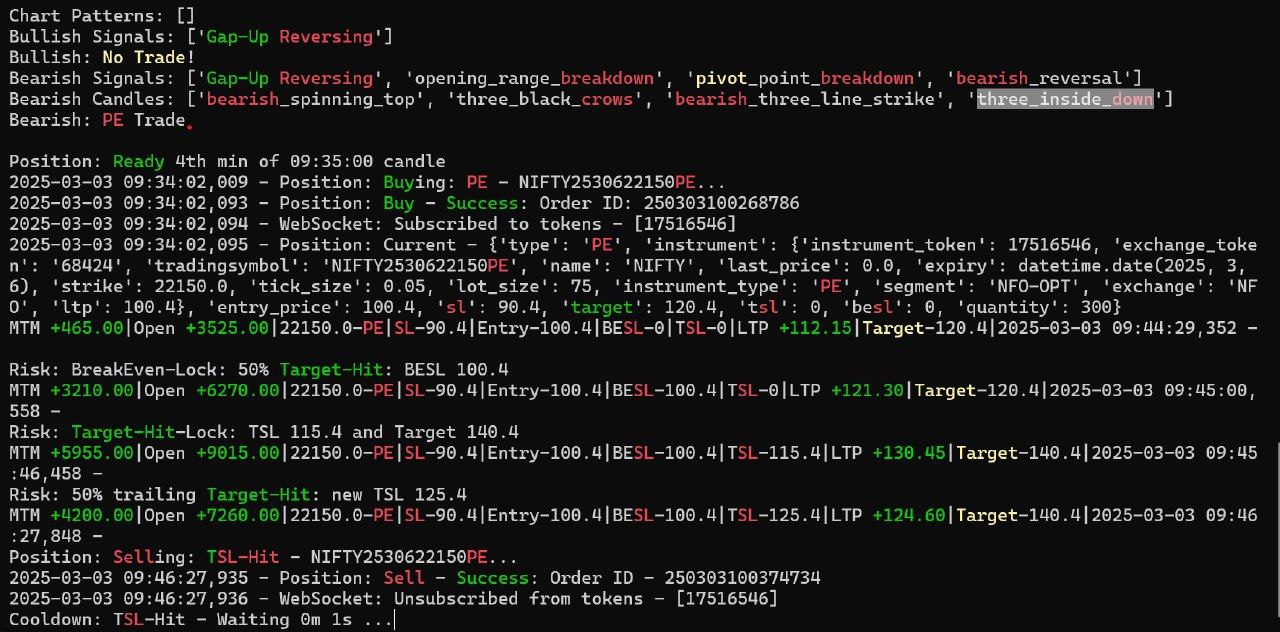 Chart Patterns: []
Bullish Signals: ['Gap-Up Reversing']
Bullish: No Trade!
Bearish Signals: ['Gap-Up Reversing', 'opening_range_breakdown', 'pivot_point_breakdown', 'bearish_reversal']
Bearish Candles: ['bearish_spinning_top', 'three_black_crows', 'bearish_three_line_strike', 'three_inside_down']
Bearish: PE Trade.
Position: Ready 4th min of 09:35:00 candle
2025-03-03 09:34:02,009 - Position: Buying: PE - NIFTY2530622150PE...
2025-03-03 09:34:02,093 - Position: Buy - Success: Order ID: 250303100268786
2025-03-03 09:34:02,094 - WebSocket: Subscribed to tokens - [17516546]
2025-03-03 09:34:02,095 - Position: Current - {'type': 'PE', 'instrument': {'instrument_token': 17516546, 'exchange_toke
n': '68424', 'tradingsymbol': 'NIFTY2530622150PE', 'name': 'NIFTY', 'last_price': 0.0, 'expiry': datetime.date(2025, 3,
6), 'strike': 22150.0, 'tick_size': 0.05, 'lot_size': 75, 'instrument_type': 'PE', 'segment': 'NFO-OPT', 'exchange': 'NF
O', 'ltp': 100.4}, 'entry_price': 100.4, 'sl': 90.4, 'target': 120.4, 'tsl': 0, 'besl': 0, 'quantity': 300}
MTM +465.00|Open +3525.00|22150.0-PE|SL-90.4|Entry-100.4|BESL-0|TSL-0|LTP +112.15|Target-120.4|2025-03-03 09:44:29,352 -
Risk: BreakEven-Lock: 50% Target-Hit: BESL 100.4
MTM +3210.00|Open +6270.00|22150.0-PE|SL-90.4|Entry-100.4|BESL-100.4|TSL-0|LTP +121.30|Target-120.4|2025-03-03 09:45:00,
558 -
Risk: Target-Hit-Lock: TSL 115.4 and Target 140.4
MTM +5955.00|Open +9015.00|22150.0-PE|SL-90.4|Entry-100.4|BESL-100.4|TSL-115.4|LTP +130.45|Target-140.4|2025-03-03 09:45
:46,458 -
Risk: 50% trailing Target-Hit: new TSL 125.4
MTM +4200.00|Open +7260.00|22150.0-PE|SL-90.4|Entry-100.4|BESL-100.4|TSL-125.4|LTP +124.60|Target-140.4|2025-03-03 09:46
:27,848 -
Position: Selling: TSL-Hit - NIFTY2530622150PE...
2025-03-03 09:46:27,935 - Position: Sell - Success: Order ID - 250303100374734
2025-03-03 09:46:27,936 - WebSocket: Unsubscribed from tokens - [17516546]
Cooldown: TSL-Hit - Waiting 0m 1s ...